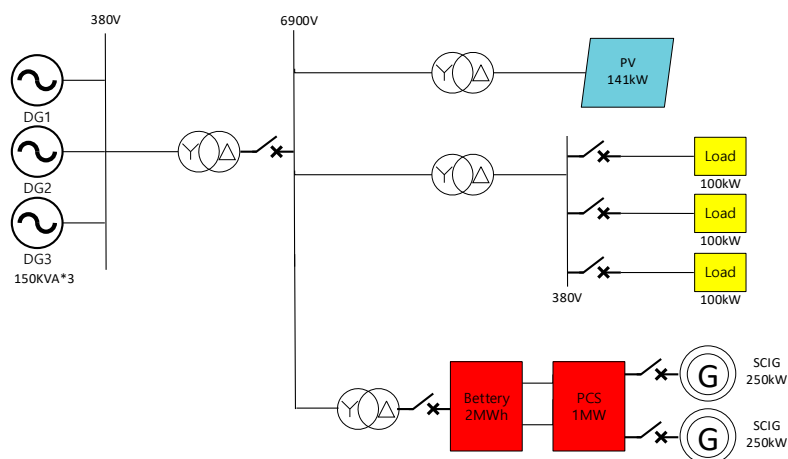 380V
6900V
DG1
DG2
DG3
150KVA*3
PV
141kW
Load
100kW
Load
100kW
Load
100kW
380V
Bettery
2MWh
PCS
1MW
G
SCIG
250kW
G
SCIG
250kW